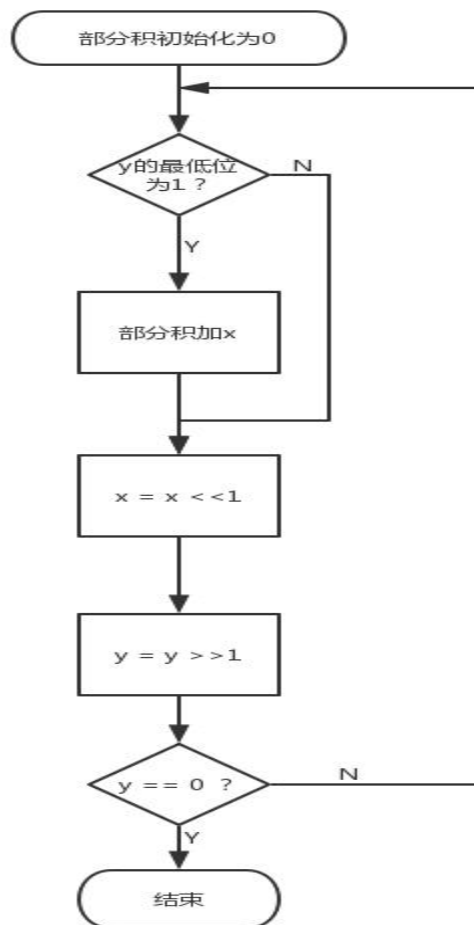 部分积初始化为0
y的最低位
为1？
N
Y
部分积加x
x = x <<1
y = y >>1
y == 0 ？
N
Y
结束